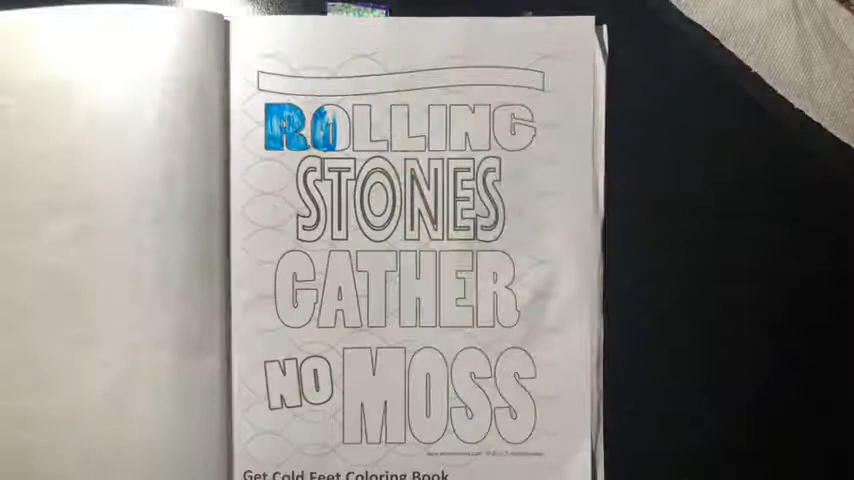 ROLLING
STONES
GATHER
NO MOSS
Get Cold Feet Coloring Book